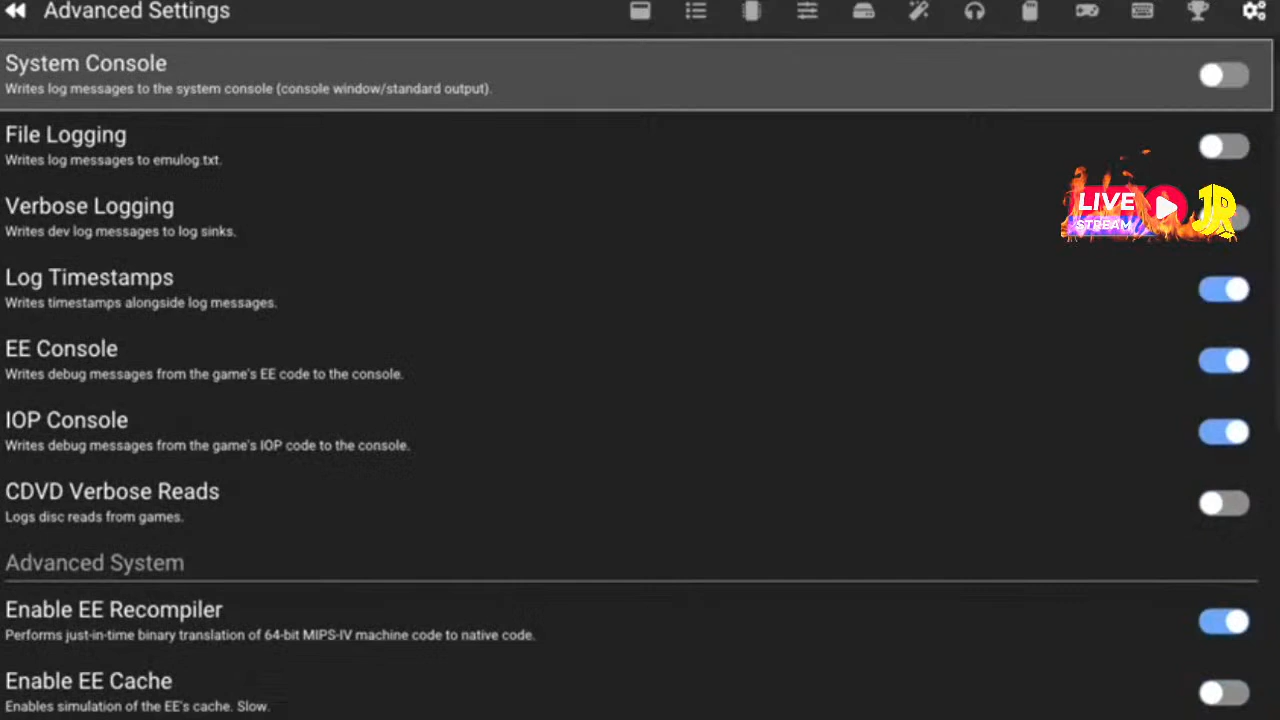 Advanced Settings
System Console
Writes log messages to the system console (console window/standard output).
File Logging
Writes log messages to emulog.txt.
Verbose Logging
Writes dev log messages to log sinks.
LIVE
STREAM
JR
Log Timestamps
Writes timestamps alongside log messages.
EE Console
Writes debug messages from the game's EE code to the console.
IOP Console
Writes debug messages from the game's IOP code to the console.
CDVD Verbose Reads
Logs disc reads from games.
Advanced System
Enable EE Recompiler
Performs just-in-time binary translation of 64-bit MIPS-IV machine code to native code.
Enable EE Cache
Enables simulation of the EE's cache. Slow.